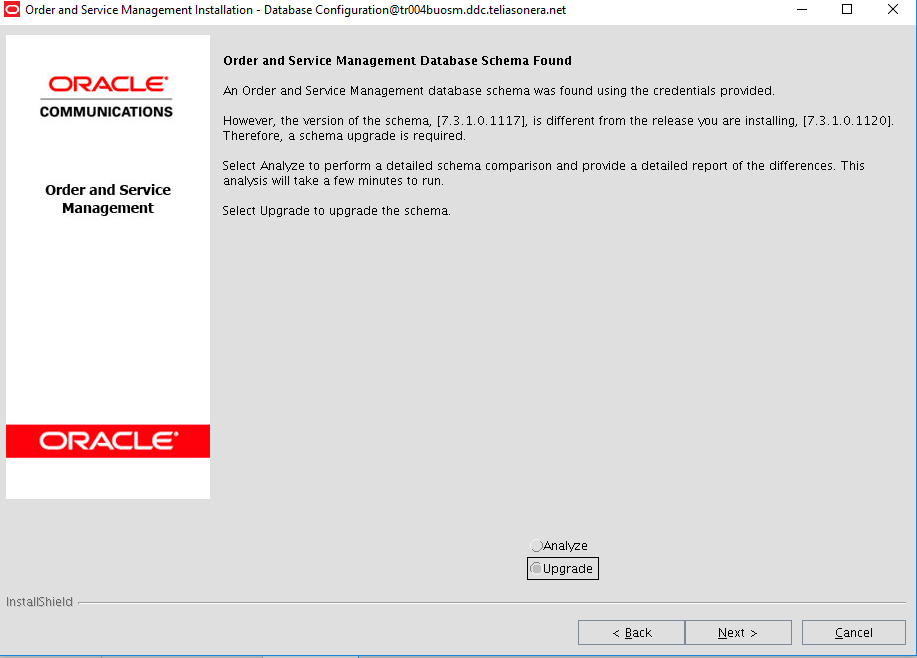 Order and Service Management Installation - Database Configuration@tr004buosm.ddc.teliasonera.net
ORACLE
COMMUNICATIONS
Order and Service
Management
ORACLE
Order and Service Management Database Schema Found
An Order and Service Management database schema was found using the credentials provided.
However, the version of the schema, [7.3.1.0.1117], is different from the release you are installing, [7.3.1.0.1120].
Therefore, a schema upgrade is required.
Select Analyze to perform a detailed schema comparison and provide a detailed report of the differences. This
analysis will take a few minutes to run.
Select Upgrade to upgrade the schema.
Analyze
Upgrade
InstallShield
< Back
Next >
Cancel